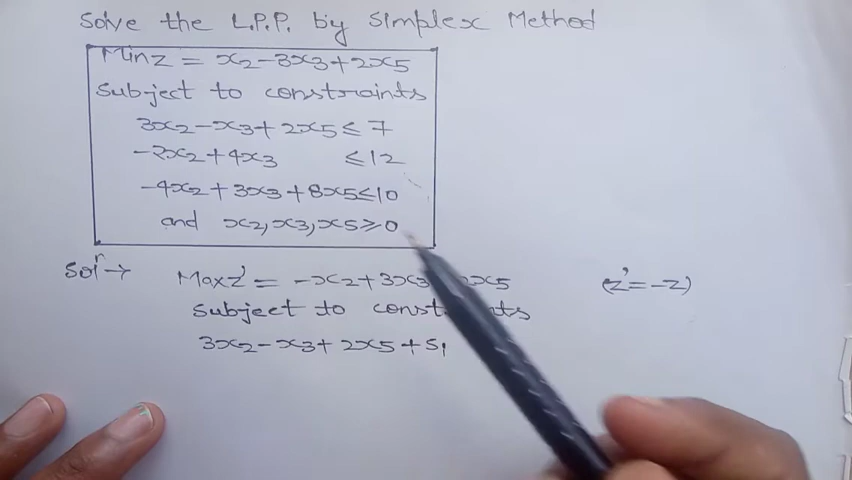 Solve the L.P.P. by Simplex Method
Min z = x2 - 3x3 + 2x5
Subject to constraints
3x2 - x3 + 2x5 ≤ 7
-2x2 + 4x3 ≤ 12
-4x2 + 3x3 + 8x5 ≤ 10
and x2, x3, x5 ≥ 0
Solⁿ → Max z' = -x2 + 3x3 x5 (z' = -z)
Subject to constraints
3x2 - x3 + 2x5 + S1